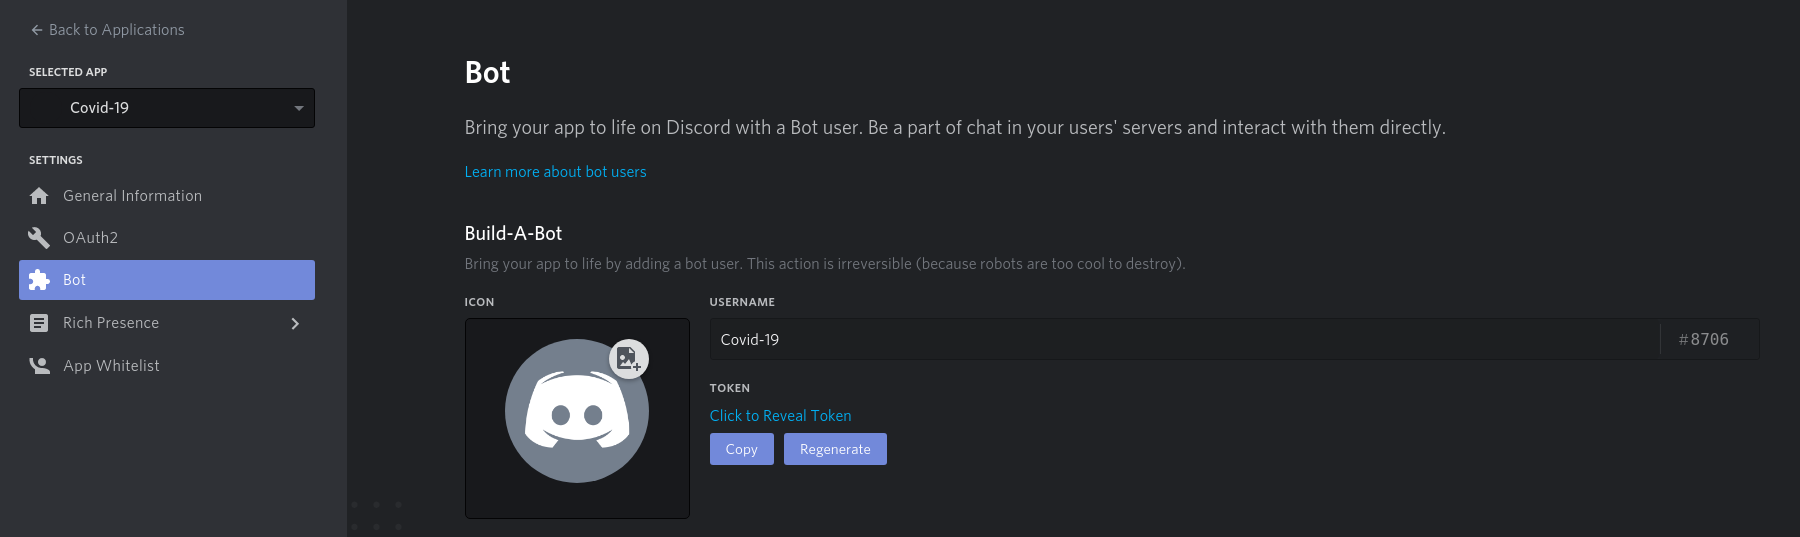 Back to Applications
SELECTED APP
Covid-19
SETTINGS
General Information
OAuth2
Bot
Rich Presence
App Whitelist
Bot
Bring your app to life on Discord with a Bot user. Be a part of chat in your users' servers and interact with them directly.
Learn more about bot users
Build-A-Bot
Bring your app to life by adding a bot user. This action is irreversible (because robots are too cool to destroy).
ICON
USERNAME
Covid-19 #8706
TOKEN
Click to Reveal Token
Copy Regenerate